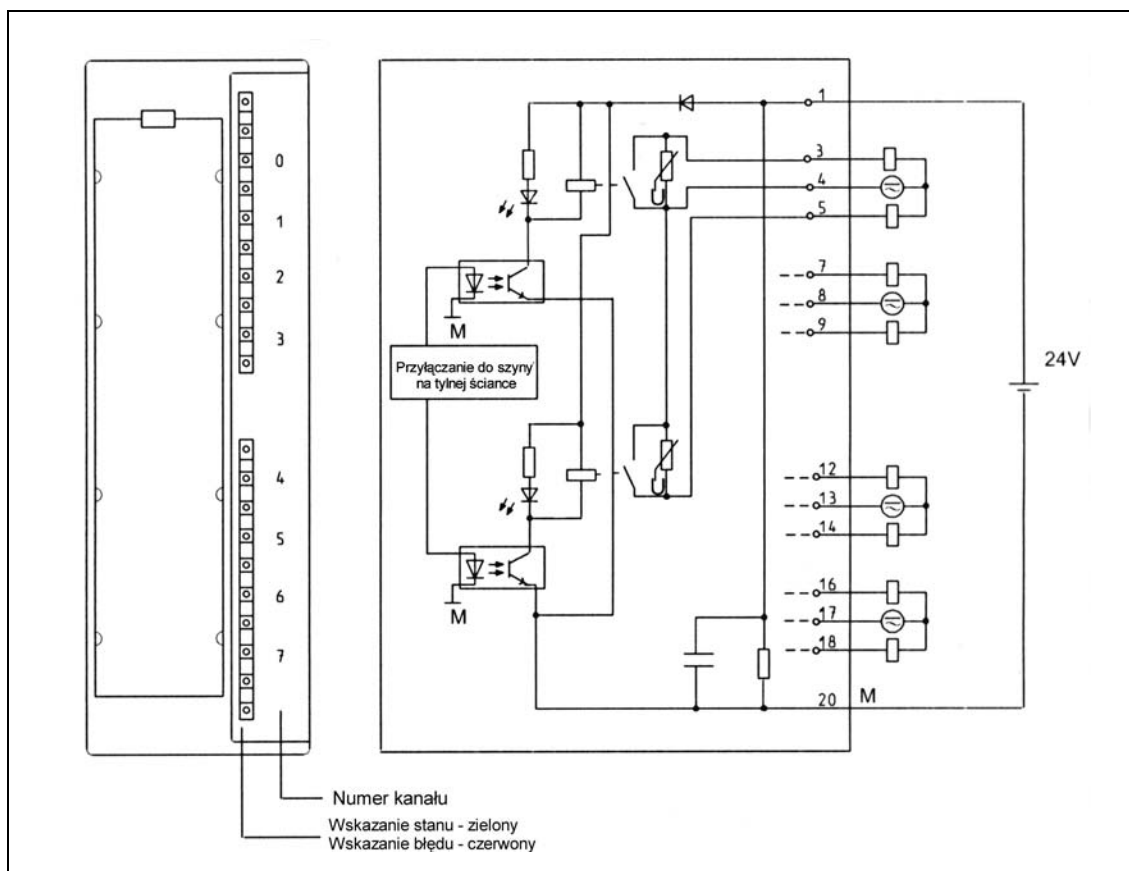 0
1
2
3
4
5
6
7
Numer kanału
Wskazanie stanu - zielony
Wskazanie błędu - czerwony
M
Przyłączanie do szyny
na tylnej ściance
M
1
3
4
5
7
8
9
12
13
14
16
17
18
20 M
24V